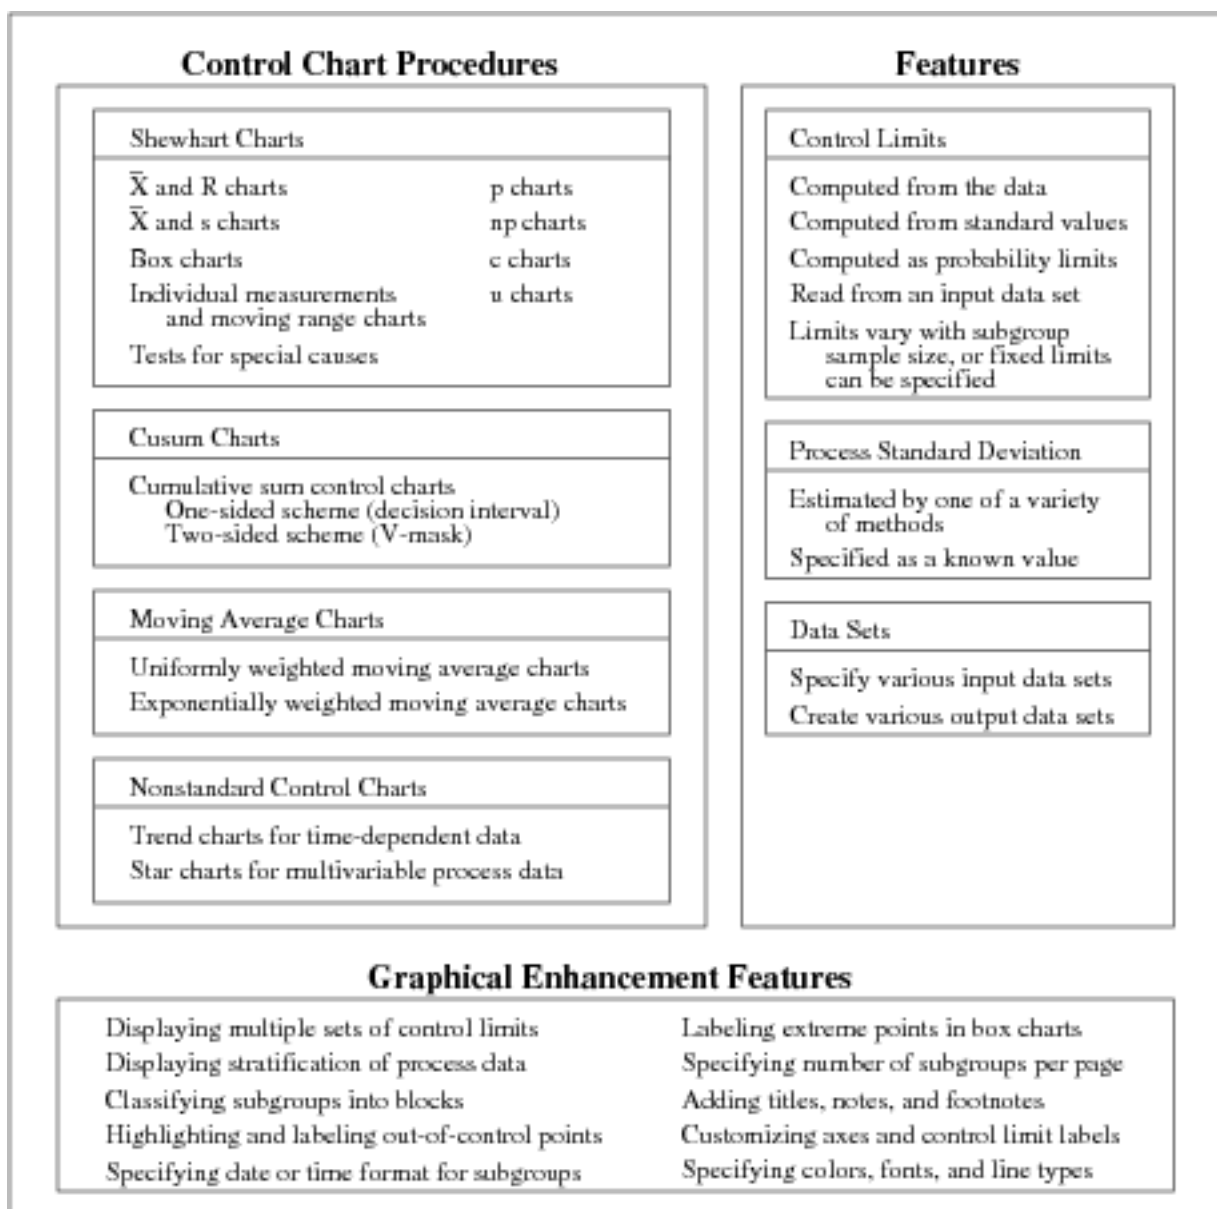 Control Chart Procedures
Shewhart Charts
X̄ and R charts
p charts
X̄ and s charts
np charts
Box charts
c charts
Individual measurements
and moving range charts
u charts
Tests for special causes
Cusum Charts
Cumulative sum control charts
One-sided scheme (decision interval)
Two-sided scheme (V-mask)
Moving Average Charts
Uniformly weighted moving average charts
Exponentially weighted moving average charts
Nonstandard Control Charts
Trend charts for time-dependent data
Star charts for multivariable process data
Features
Control Limits
Computed from the data
Computed from standard values
Computed as probability limits
Read from an input data set
Limits vary with subgroup
sample size, or fixed limits
can be specified
Process Standard Deviation
Estimated by one of a variety
of methods
Specified as a known value
Data Sets
Specify various input data sets
Create various output data sets
Graphical Enhancement Features
Displaying multiple sets of control limits
Displaying stratification of process data
Classifying subgroups into blocks
Highlighting and labeling out-of-control points
Specifying date or time format for subgroups
Labeling extreme points in box charts
Specifying number of subgroups per page
Adding titles, notes, and footnotes
Customizing axes and control limit labels
Specifying colors, fonts, and line types